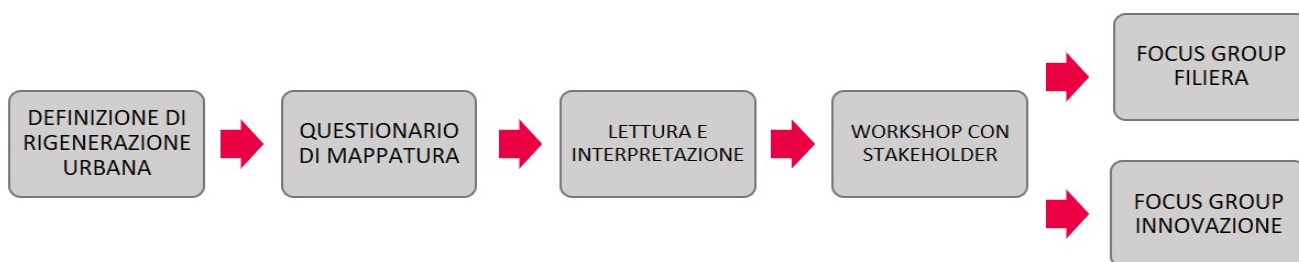 DEFINIZIONE DI
RIGENERAZIONE
URBANA
QUESTIONARIO
DI MAPPATURA
LETTURA E
INTERPRETAZIONE
WORKSHOP CON
STAKEHOLDER
FOCUS GROUP
FILIERA
FOCUS GROUP
INNOVAZIONE